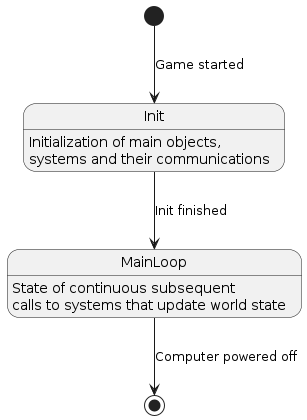 Game started
Init
Initialization of main objects,
systems and their communications
Init finished
MainLoop
State of continuous subsequent
calls to systems that update world state
Computer powered off